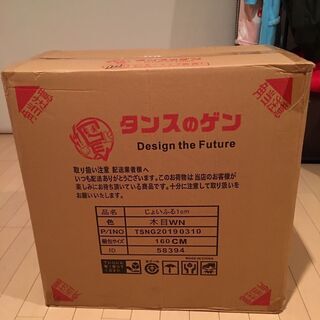 タンスのゲン
Design the Future
取り扱い注意 配送業者様へ
いつも配送ありがとうございます。このお荷物は 当店のお客様が
楽しみにお待ち頂いている商品です。十分に注意して取り扱いを
お願い致します。
品名 じょいふる1cm
色 木目WN
P/INO TSNG20190310
梱包サイズ 160CM
ID 58394